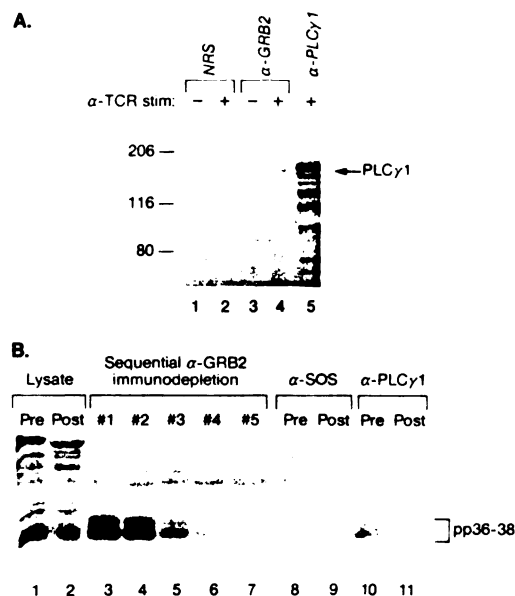 A.
NRS
α-GRB2
α-PLCγ1
α-TCR stim: − + − + +
206 —
PLCγ1
116 —
80 —
1 2 3 4 5
B.
Sequential α-GRB2
immunodepletion
Lysate
α-SOS
α-PLCγ1
Pre Post #1 #2 #3 #4 #5 Pre Post Pre Post
pp36-38
1 2 3 4 5 6 7 8 9 10 11